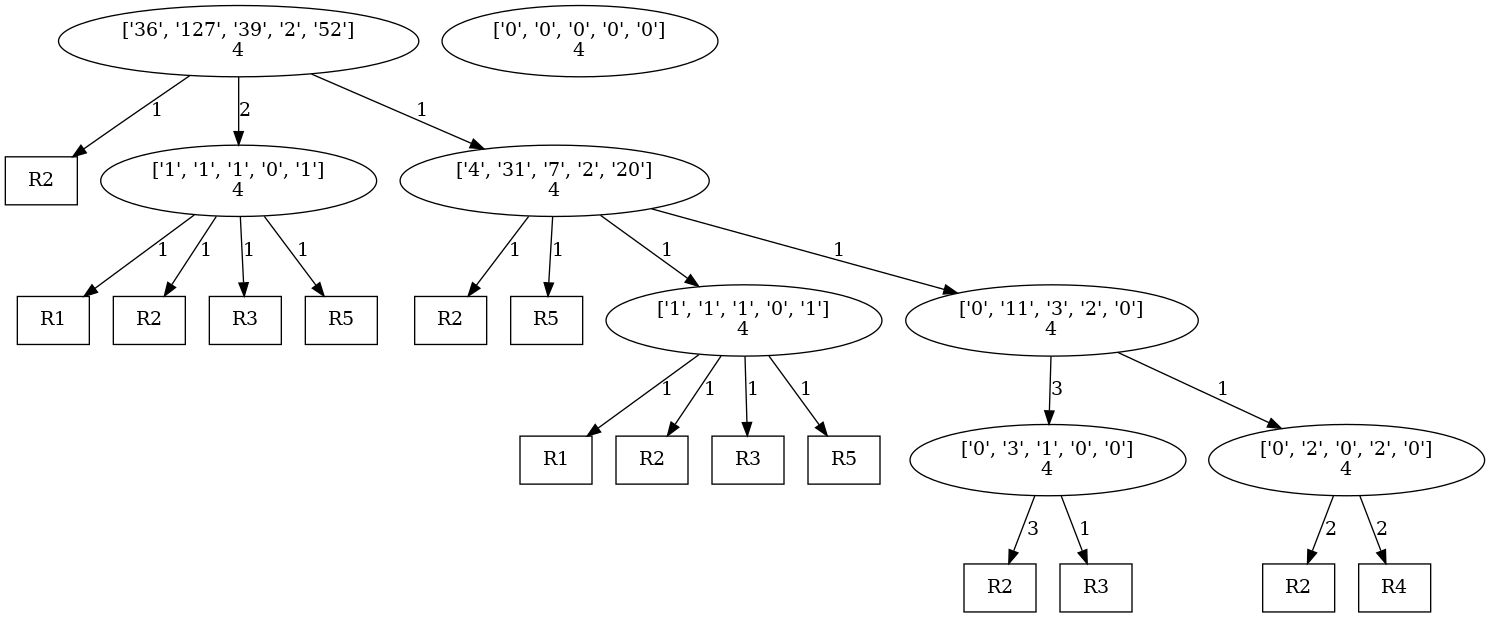 ['36', '127', '39', '2', '52']
4
['0', '0', '0', '0', '0']
4
1
2
1
R2
['1', '1', '1', '0', '1']
4
['4', '31', '7', '2', '20']
4
1
1
1
1
1
1
1
1
R1
R2
R3
R5
R2
R5
['1', '1', '1', '0', '1']
4
['0', '11', '3', '2', '0']
4
1
1
1
1
3
1
R1
R2
R3
R5
['0', '3', '1', '0', '0']
4
['0', '2', '0', '2', '0']
4
3
1
2
2
R2
R3
R2
R4